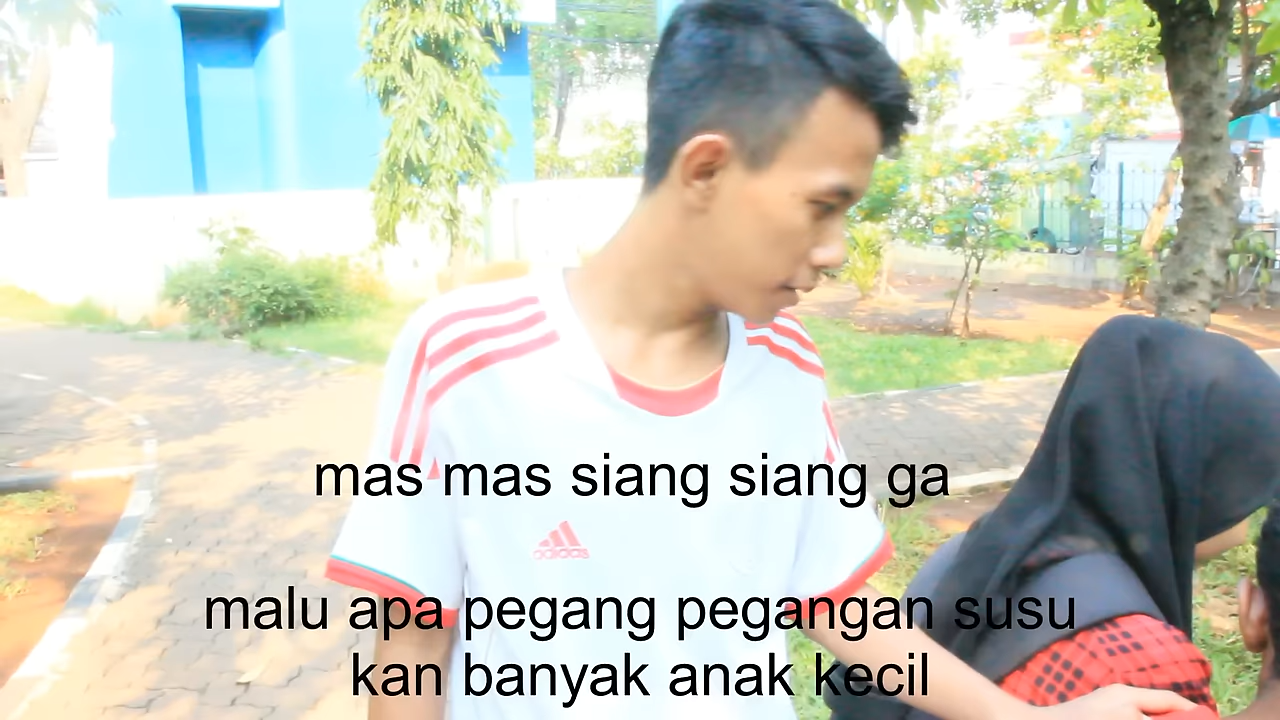 mas mas siang siang ga
adidas
malu apa pegang pegangan susu
kan banyak anak kecil